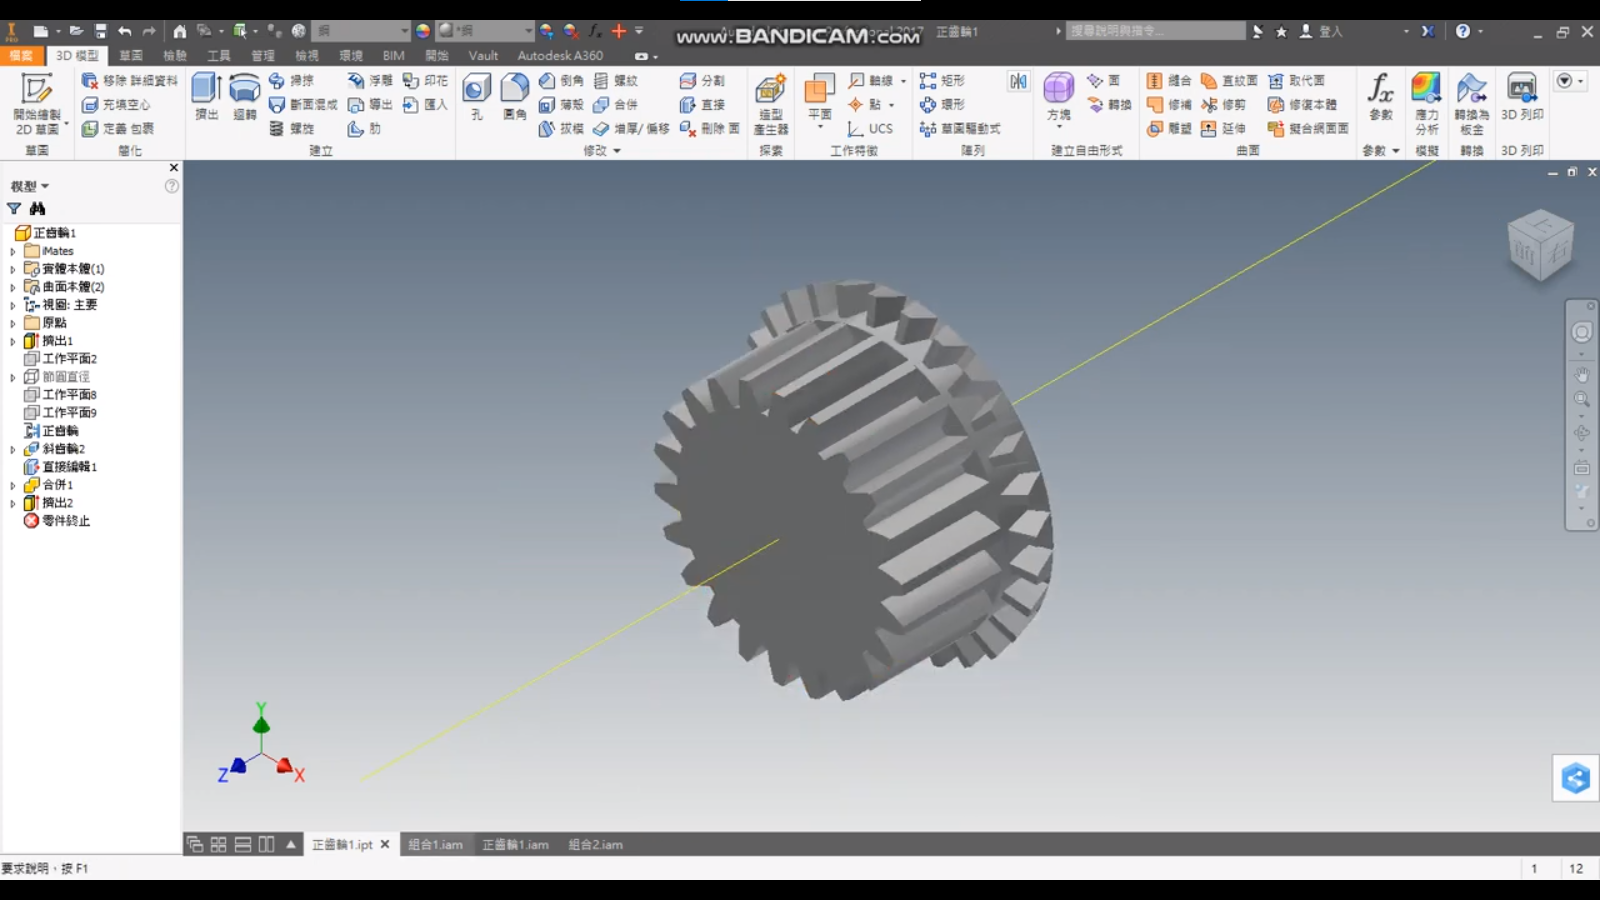 www.BANDICAM.com
2017 正齒輪1
搜尋說明與指令...
登入
鋼
*鋼
檔案 3D 模型 草圖 檢驗 工具 管理 檢視 環境 BIM 開始 Vault Autodesk A360
開始繪製
2D 草圖
草圖
移除 詳細資料
充填空心
定義 包裹
簡化
擠出
迴轉
掃掠
斷面混成
螺旋
浮雕
導出
肋
印花
匯入
建立
孔
圓角
倒角
薄殼
拔模
螺紋
合併
增厚/偏移
分割
直接
刪除 面
修改
造型
產生器
探索
平面
軸線
點
UCS
工作特徵
矩形
環形
草圖驅動式
陣列
方塊
面
轉換
建立自由形式
縫合
修補
雕塑
直紋面
修剪
延伸
取代面
修復本體
擬合網面面
曲面
fx
參數
參數
應力
分析
模擬
轉換為
板金
轉換
3D 列印
3D 列印
模型
正齒輪1
iMates
實體本體(1)
曲面本體(2)
視圖: 主要
原點
擠出1
工作平面2
節圓直徑
工作平面8
工作平面9
正齒輪
斜齒輪2
直接編輯1
合併1
擠出2
零件終止
前
右
Y
Z
X
正齒輪1.ipt 組合1.iam 正齒輪1.iam 組合2.iam
要求說明，按 F1
1 12